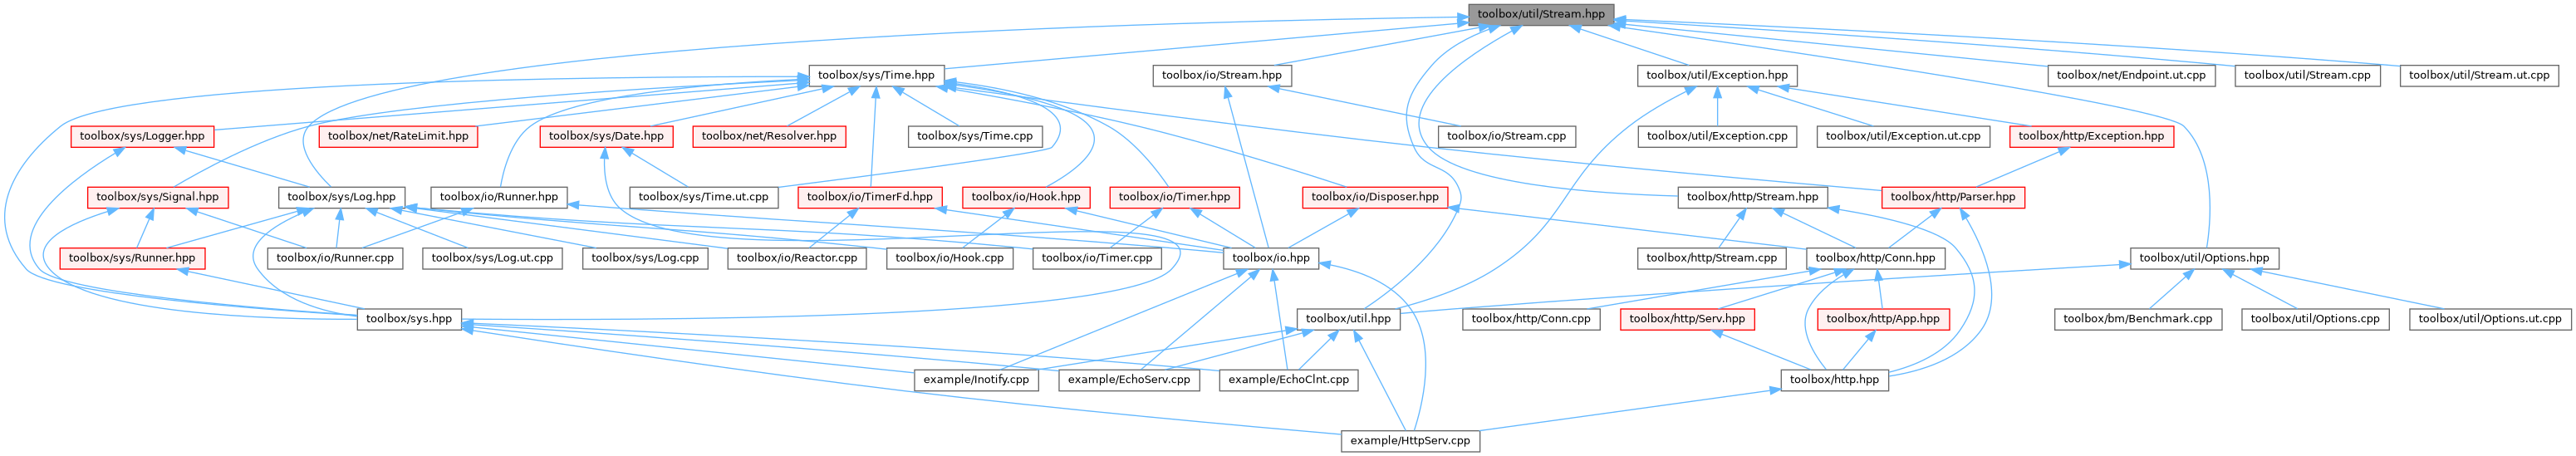 toolbox/util/Stream.hpp
toolbox/sys/Time.hpp
toolbox/io/Stream.hpp
toolbox/util/Exception.hpp
toolbox/net/Endpoint.ut.cpp
toolbox/util/Stream.cpp
toolbox/util/Stream.ut.cpp
toolbox/sys/Logger.hpp
toolbox/net/RateLimit.hpp
toolbox/sys/Date.hpp
toolbox/net/Resolver.hpp
toolbox/sys/Time.cpp
toolbox/io/Stream.cpp
toolbox/util/Exception.cpp
toolbox/util/Exception.ut.cpp
toolbox/http/Exception.hpp
toolbox/sys/Signal.hpp
toolbox/sys/Log.hpp
toolbox/io/Runner.hpp
toolbox/sys/Time.ut.cpp
toolbox/io/TimerFd.hpp
toolbox/io/Hook.hpp
toolbox/io/Timer.hpp
toolbox/io/Disposer.hpp
toolbox/http/Stream.hpp
toolbox/http/Parser.hpp
toolbox/sys/Runner.hpp
toolbox/io/Runner.cpp
toolbox/sys/Log.ut.cpp
toolbox/sys/Log.cpp
toolbox/io/Reactor.cpp
toolbox/io/Hook.cpp
toolbox/io/Timer.cpp
toolbox/io.hpp
toolbox/http/Stream.cpp
toolbox/http/Conn.hpp
toolbox/util/Options.hpp
toolbox/sys.hpp
toolbox/util.hpp
toolbox/http/Conn.cpp
toolbox/http/Serv.hpp
toolbox/http/App.hpp
toolbox/bm/Benchmark.cpp
toolbox/util/Options.cpp
toolbox/util/Options.ut.cpp
example/Inotify.cpp
example/EchoServ.cpp
example/EchoClnt.cpp
toolbox/http.hpp
example/HttpServ.cpp